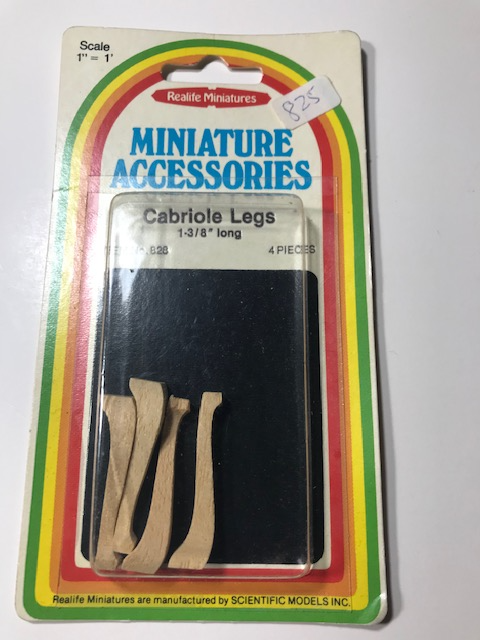 Scale
1" = 1'
825
Realife Miniatures
MINIATURE
ACCESSORIES
Cabriole Legs
1-3/8" long
828
4 PIECES
Realife Miniatures are manufactured by SCIENTIFIC MODELS INC.